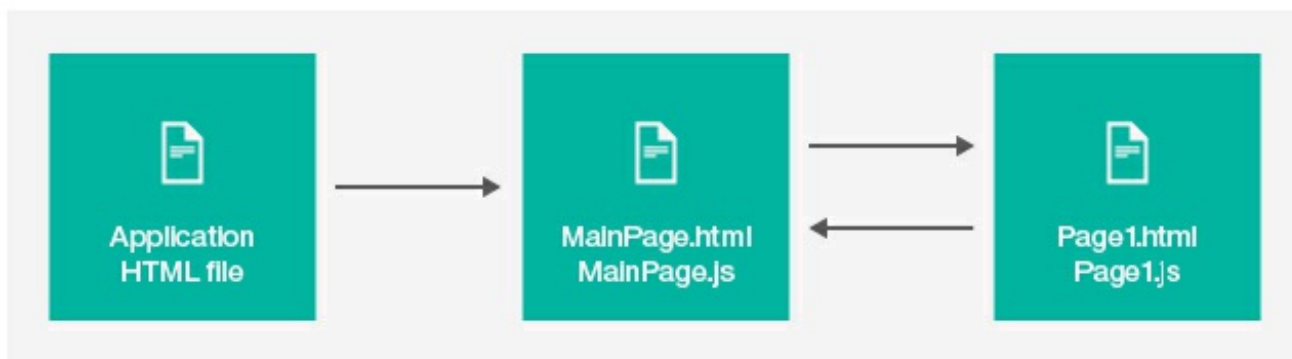 Application
HTML file
MainPage.html
MainPage.js
Page1.html
Page1.js